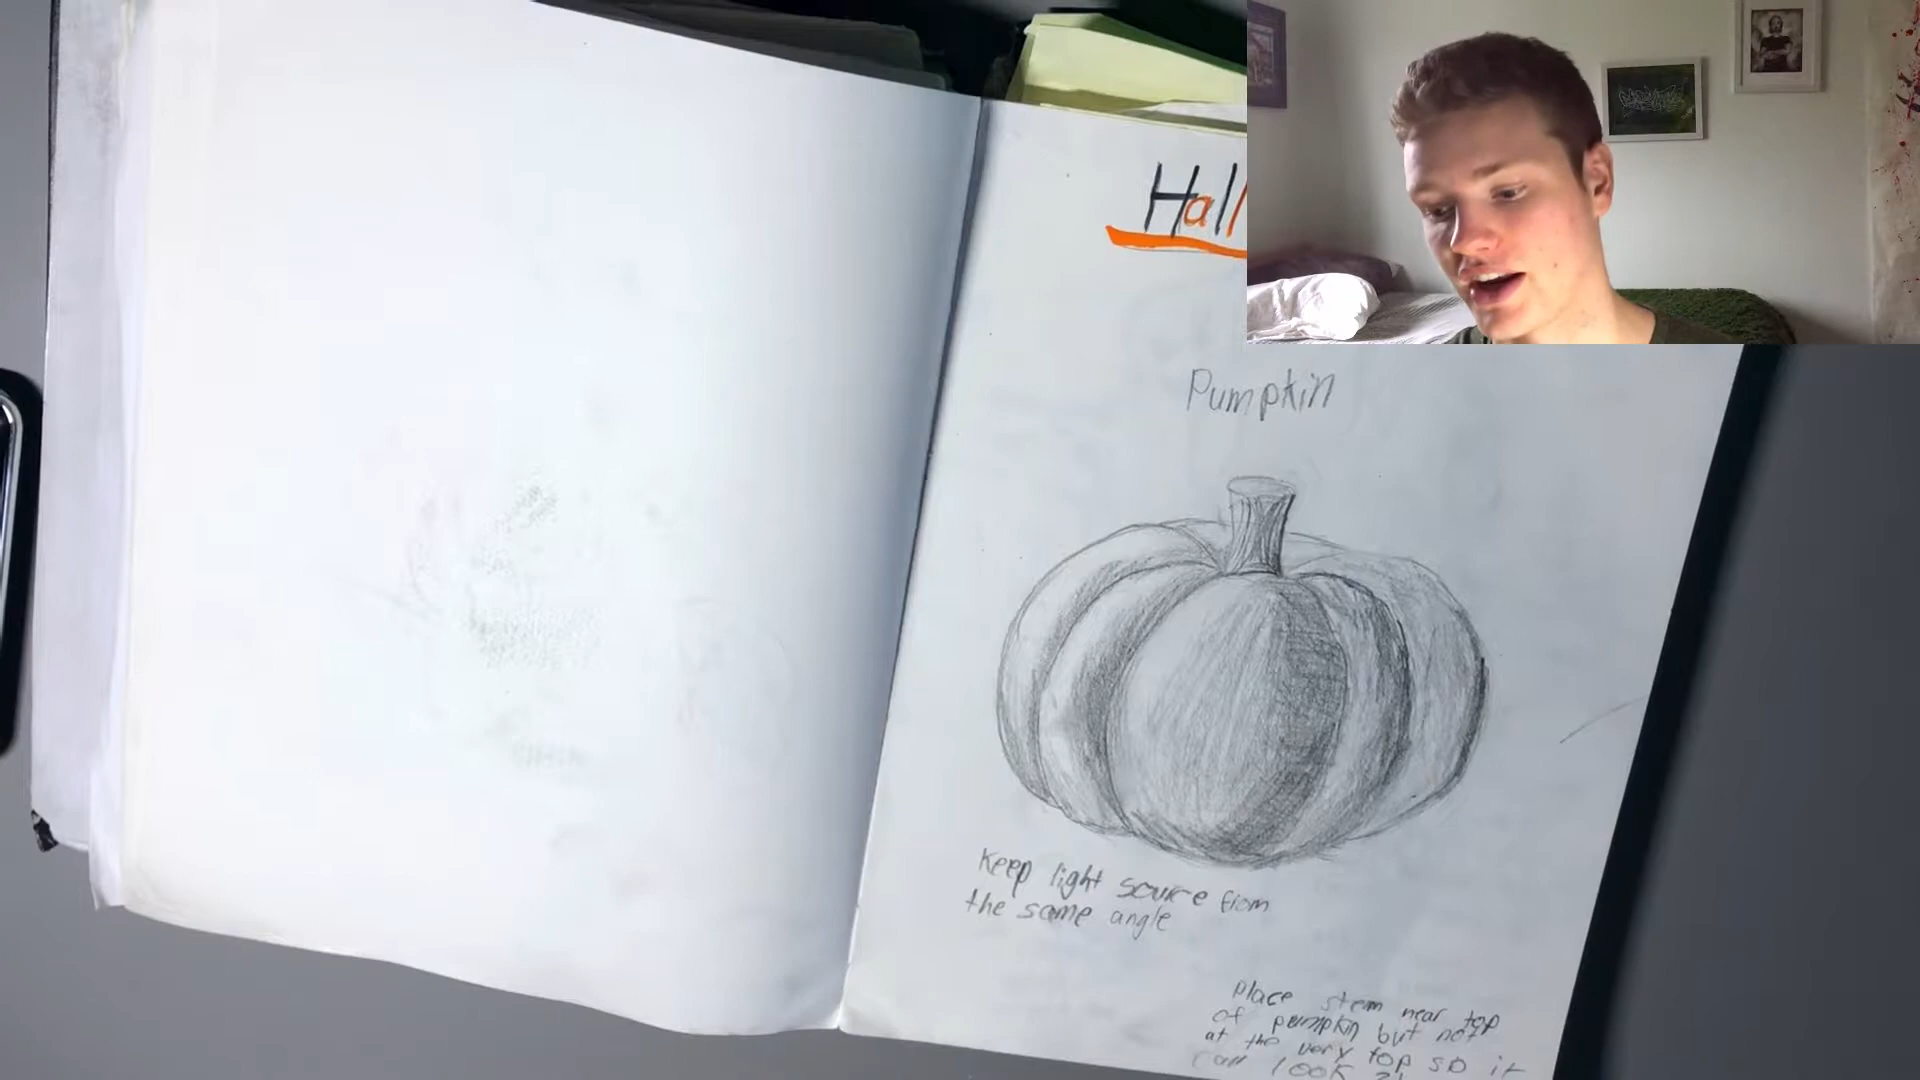 Hall
Pumpkin
Keep light source from
the same angle
Place stem near top
of pumpkin but not
at the very top so it
can look